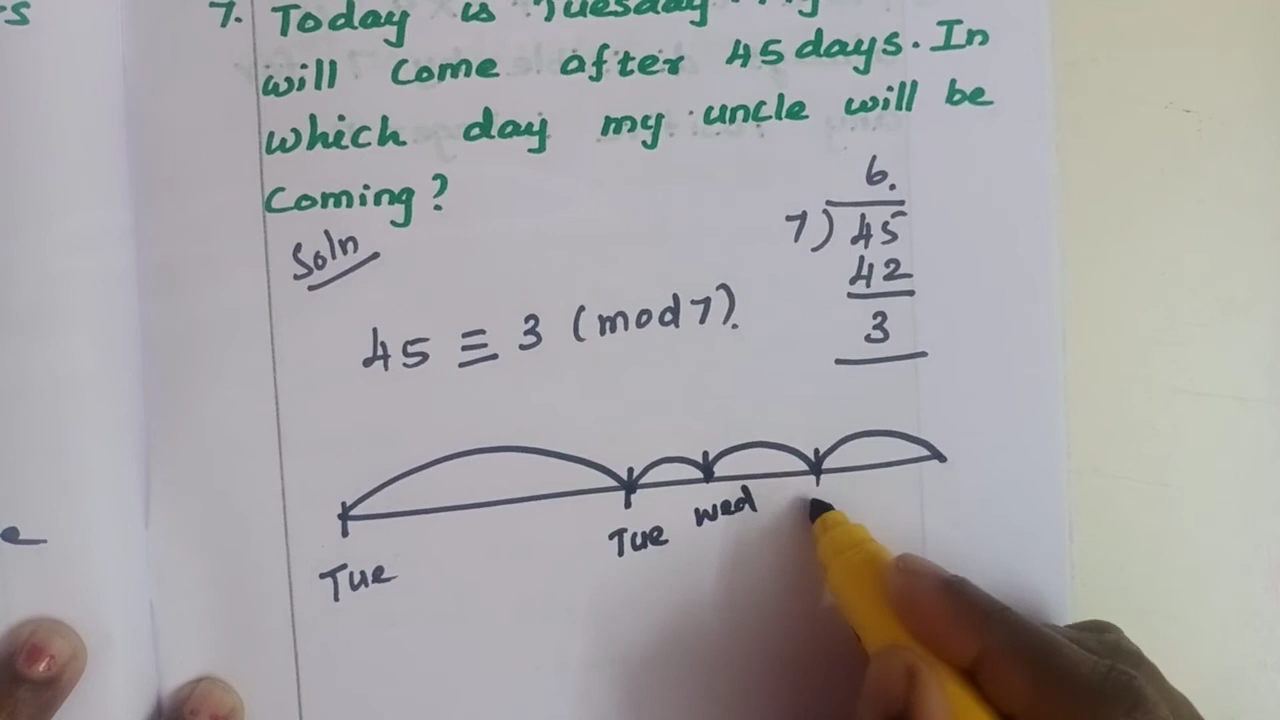 s
7. Today is Tuesday.
will come after 45 days. In
which day my uncle will be
Coming?
Soln
6.
7) 45
42
3
45 ≡ 3 (mod 7).
Tue Tue Wed
e